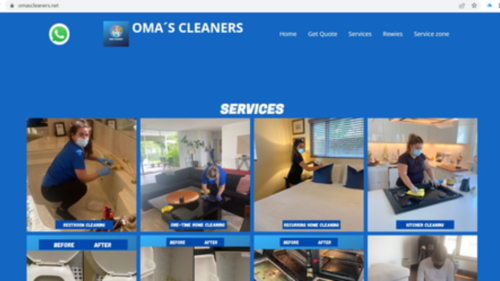 omascleaners.net
OMA´S CLEANERS
Home Get Quote Services Rewies Service zone
SERVICES
RESTROOM CLEANING
ONE-TIME HOME CLEANING
RECURRING HOME CLEANING
KITCHEN CLEANING
BEFORE AFTER
BEFORE AFTER
BEFORE AFTER